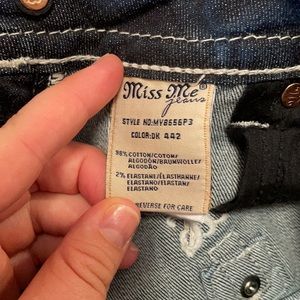 Miss Me®
jeans
STYLE NO:MY8656P3
COLOR:DK 442
98% COTTON/COTON/
ALGODÓN/BAUMWOLLE/
ALGODÃO
2% ELASTANE/ÉLASTHANNE/
ELASTANO/ELASTAN/
ELASTANO
REVERSE FOR CARE